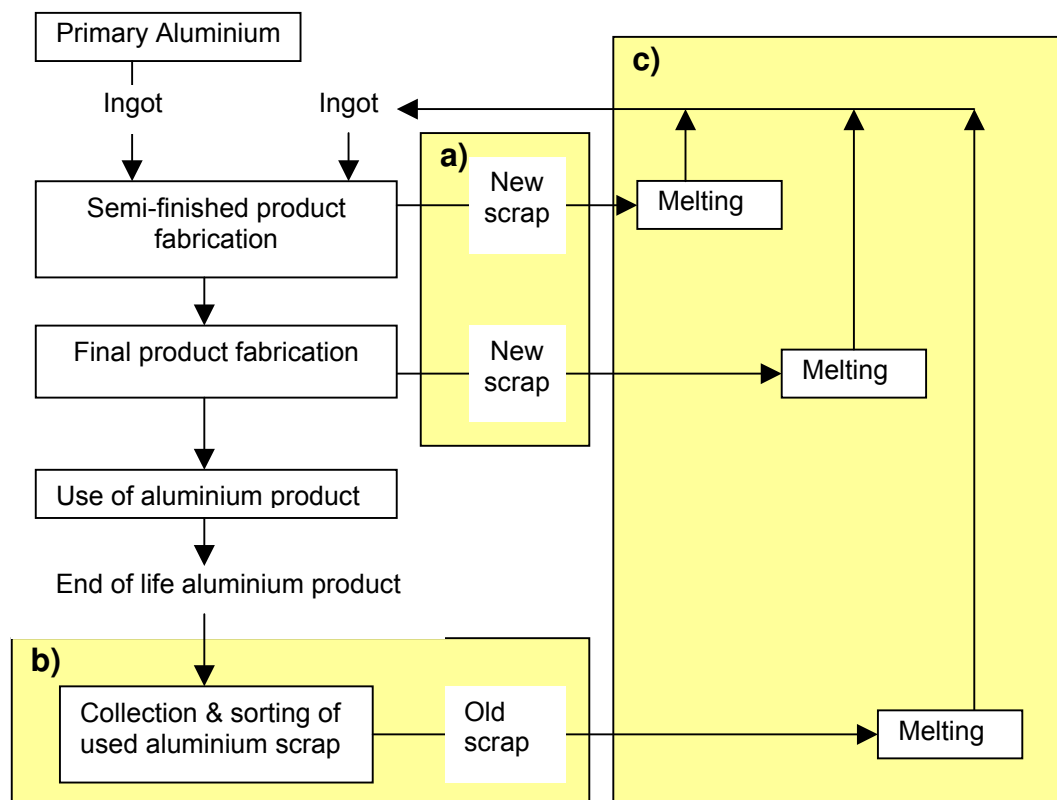 Primary Aluminium
c)
Ingot
Ingot
a)
New
scrap
Melting
Semi-finished product
fabrication
Final product fabrication
New
scrap
Melting
Use of aluminium product
End of life aluminium product
b)
Collection & sorting of
used aluminium scrap
Old
scrap
Melting